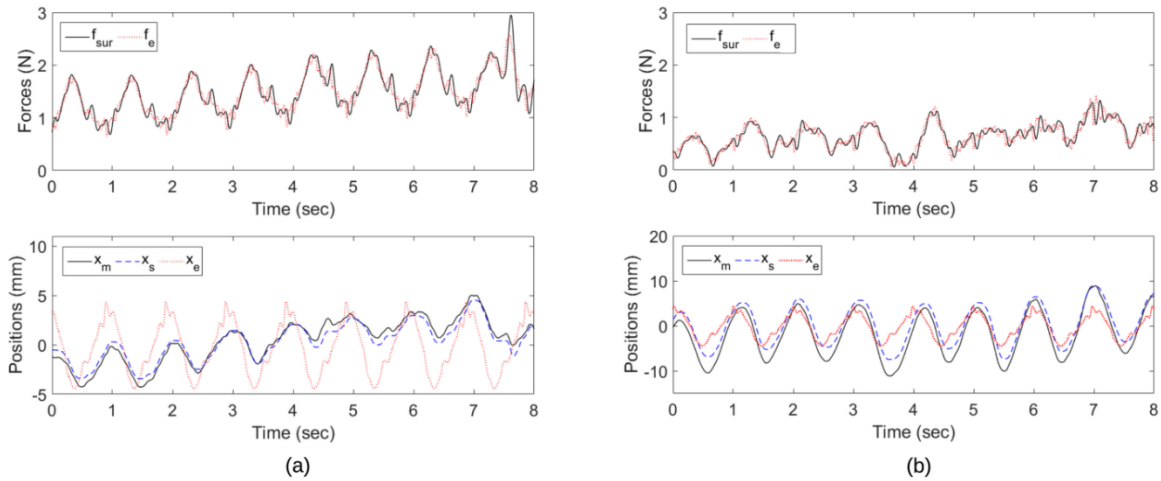 3
2
1
0
Forces (N)
f_sur f_e
0 1 2 3 4 5 6 7 8
Time (sec)
3
2
1
0
Forces (N)
f_sur f_e
0 1 2 3 4 5 6 7 8
Time (sec)
10
5
0
-5
Positions (mm)
x_m x_s x_e
0 1 2 3 4 5 6 7 8
Time (sec)
(a)
20
10
0
-10
Positions (mm)
x_m x_s x_e
0 1 2 3 4 5 6 7 8
Time (sec)
(b)